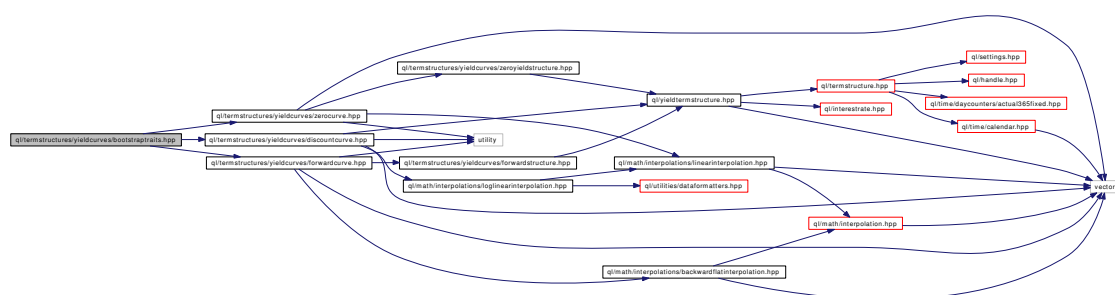 ql/termstructures/yieldcurves/bootstraptraits.hpp
ql/termstructures/yieldcurves/zerocurve.hpp
ql/termstructures/yieldcurves/discountcurve.hpp
ql/termstructures/yieldcurves/forwardcurve.hpp
ql/termstructures/yieldcurves/zeroyieldstructure.hpp
utility
ql/termstructures/yieldcurves/forwardstructure.hpp
ql/math/interpolations/loglinearinterpolation.hpp
ql/yieldtermstructure.hpp
ql/math/interpolations/linearinterpolation.hpp
ql/utilities/dataformatters.hpp
ql/math/interpolations/backwardflatinterpolation.hpp
ql/termstructure.hpp
ql/interestrate.hpp
ql/math/interpolation.hpp
ql/settings.hpp
ql/handle.hpp
ql/time/daycounters/actual365fixed.hpp
ql/time/calendar.hpp
vector